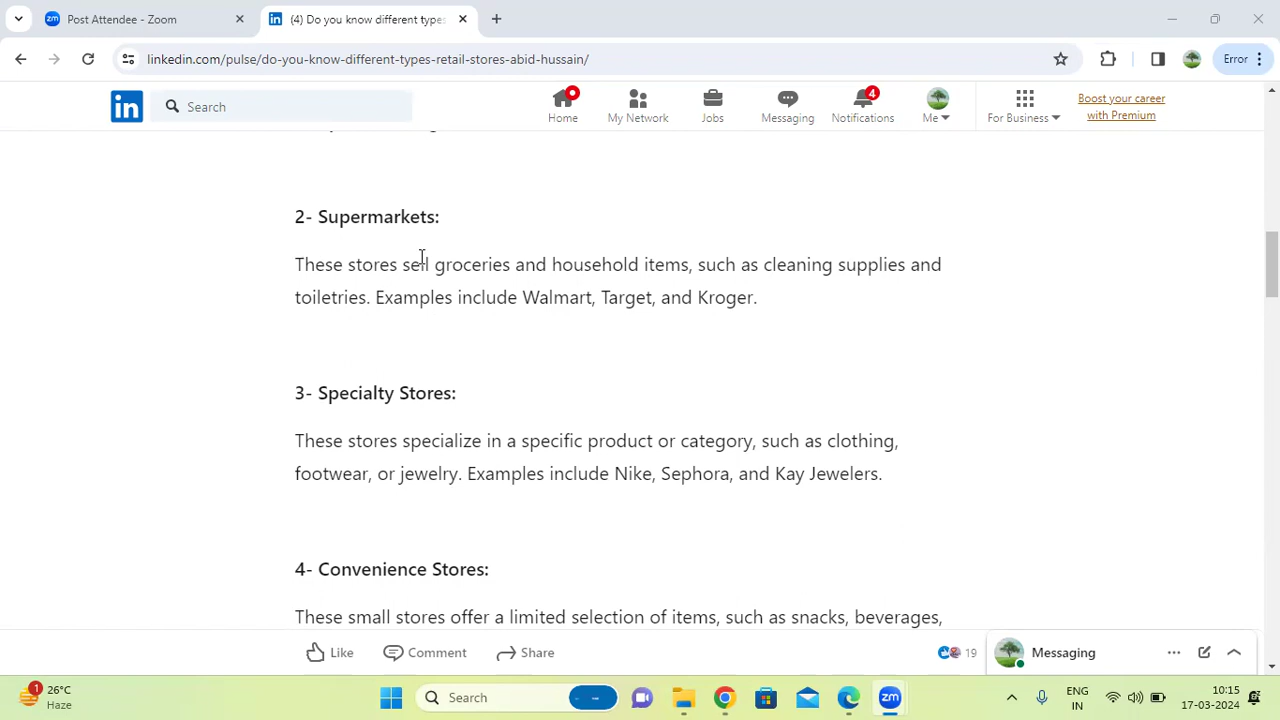 Post Attendee - Zoom
(4) Do you know different types
linkedin.com/pulse/do-you-know-different-types-retail-stores-abid-hussain/
Error
Search
Home
My Network
Jobs
Messaging
4
Notifications
Me
For Business
Boost your career
with Premium
2- Supermarkets:
These stores sell groceries and household items, such as cleaning supplies and
toiletries. Examples include Walmart, Target, and Kroger.
3- Specialty Stores:
These stores specialize in a specific product or category, such as clothing,
footwear, or jewelry. Examples include Nike, Sephora, and Kay Jewelers.
4- Convenience Stores:
These small stores offer a limited selection of items, such as snacks, beverages,
Like
Comment
Share
19
Messaging
1
26°C
Haze
Search
ENG
IN
10:15
17-03-2024